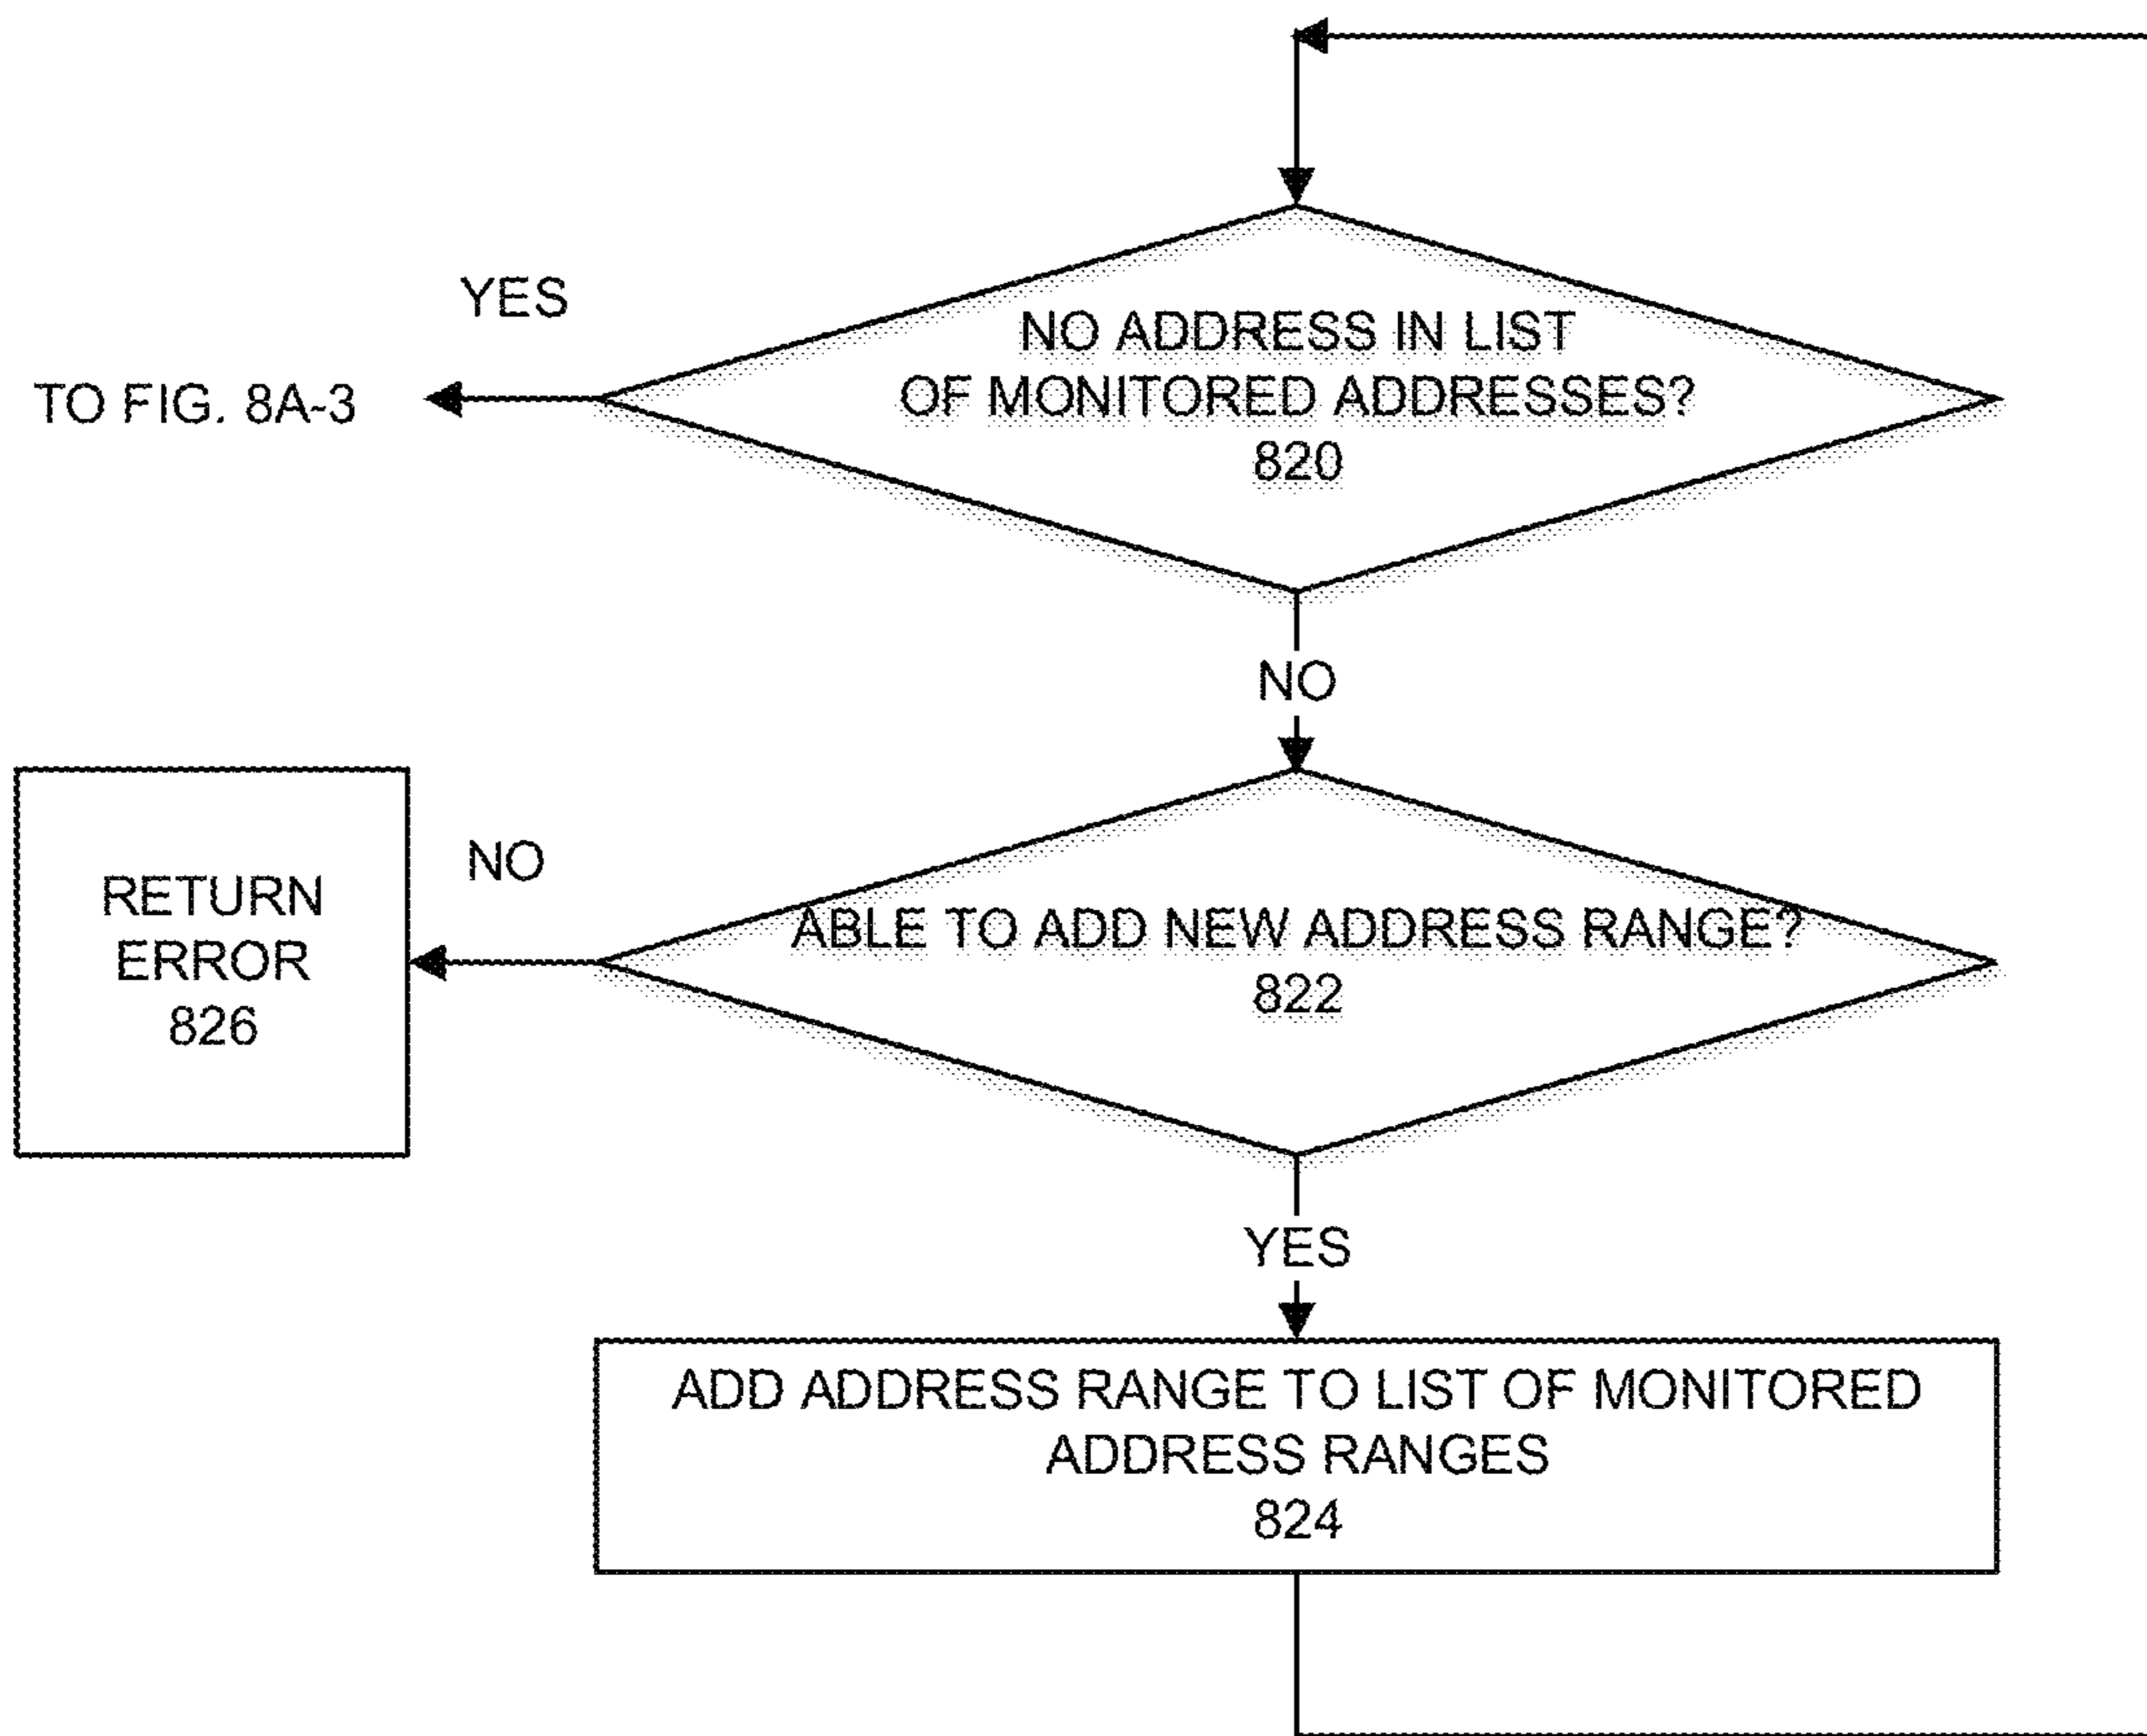 YES
NO ADDRESS IN LIST
OF MONITORED ADDRESSES?
820
TO FIG. 8A-3
NO
RETURN
ERROR
826
NO
ABLE TO ADD NEW ADDRESS RANGE?
822
YES
ADD ADDRESS RANGE TO LIST OF MONITORED
ADDRESS RANGES
824